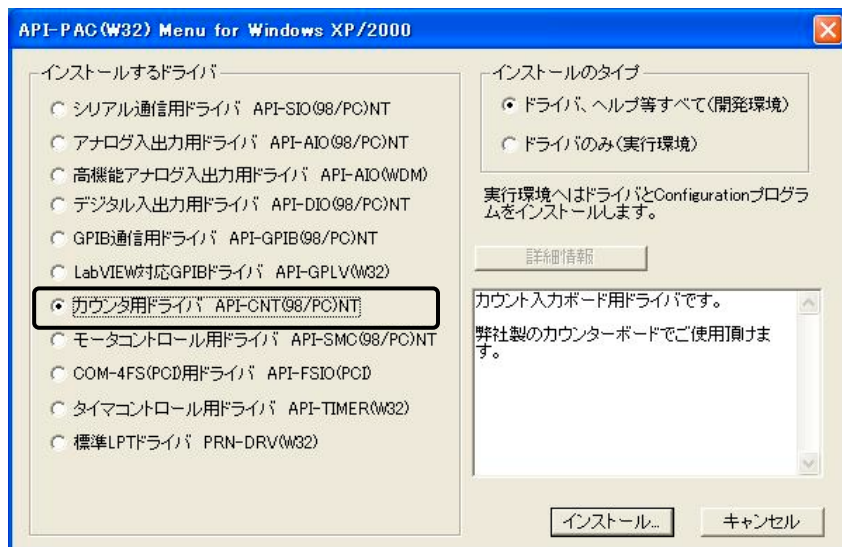 API-PAC(W32) Menu for Windows XP/2000
インストールするドライバ
シリアル通信用ドライバ API-SIO(98/PC)NT
アナログ入出力用ドライバ API-AIO(98/PC)NT
高機能アナログ入出力用ドライバ API-AIO(WDM)
デジタル入出力用ドライバ API-DIO(98/PC)NT
GPIB通信用ドライバ API-GPIB(98/PC)NT
LabVIEW対応GPIBドライバ API-GPLV(W32)
カウンタ用ドライバ API-CNT(98/PC)NT
モータコントロール用ドライバ API-SMC(98/PC)NT
COM-4FS(PCI)用ドライバ API-FSIO(PCI)
タイマコントロール用ドライバ API-TIMER(W32)
標準LPTドライバ PRN-DRV(W32)
インストールのタイプ
ドライバ、ヘルプ等すべて(開発環境)
ドライバのみ(実行環境)
実行環境へはドライバとConfigurationプログラ
ムをインストールします。
詳細情報
カウント入力ボード用ドライバです。
弊社製のカウンターボードでご使用頂けま
す。
インストール...
キャンセル